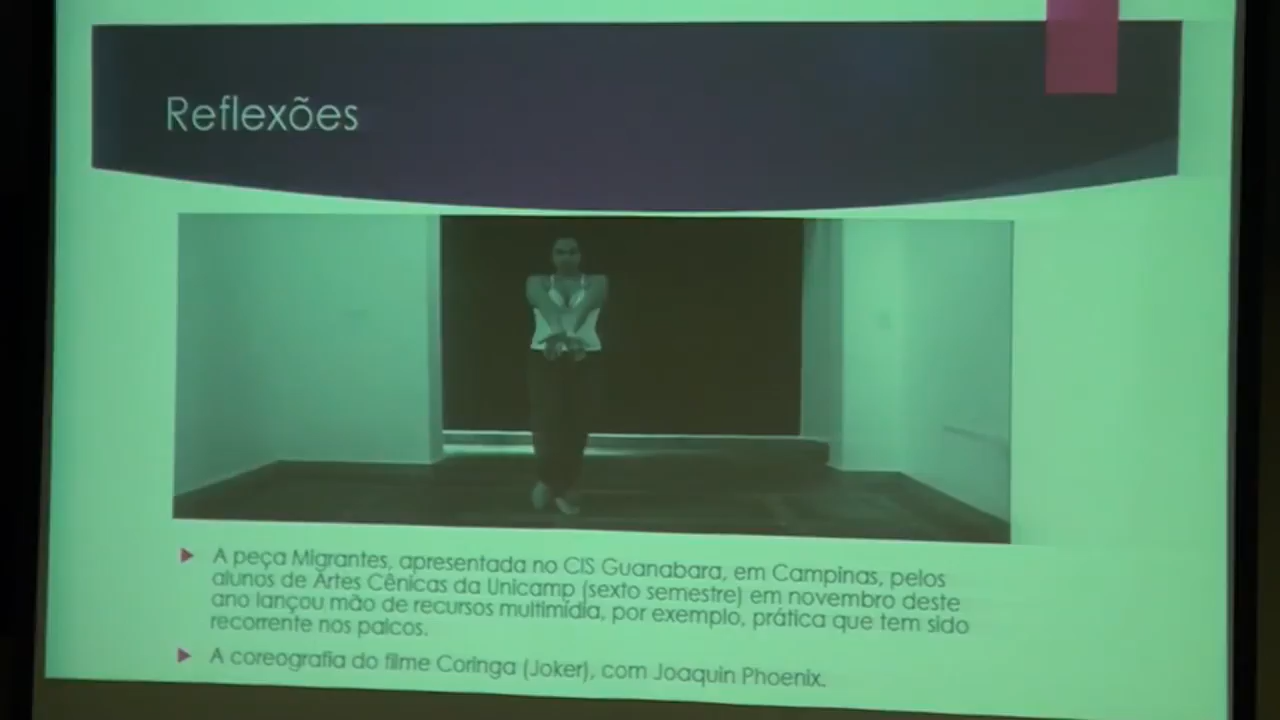 Reflexões
A peça Migrantes, apresentada no CIS Guanabara, em Campinas, pelos
alunos de Artes Cênicas da Unicamp (sexto semestre) em novembro deste
ano lançou mão de recursos multimídia, por exemplo, prática que tem sido
recorrente nos palcos.
A coreografia do filme Coringa (Joker), com Joaquin Phoenix.